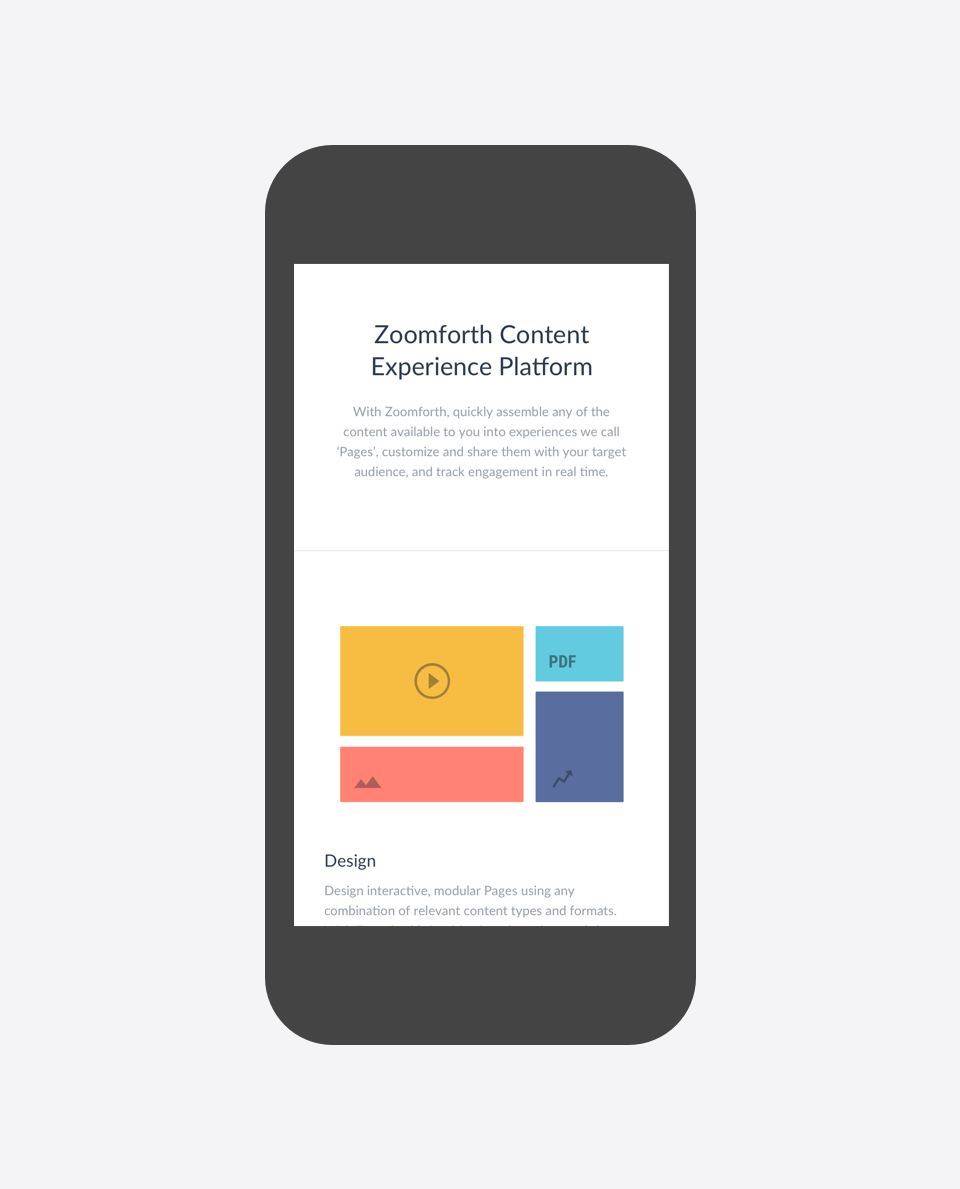 Zoomforth Content
Experience Platform
With Zoomforth, quickly assemble any of the
content available to you into experiences we call
‘Pages’, customize and share them with your target
audience, and track engagement in real time.
PDF
Design
Design interactive, modular Pages using any
combination of relevant content types and formats.